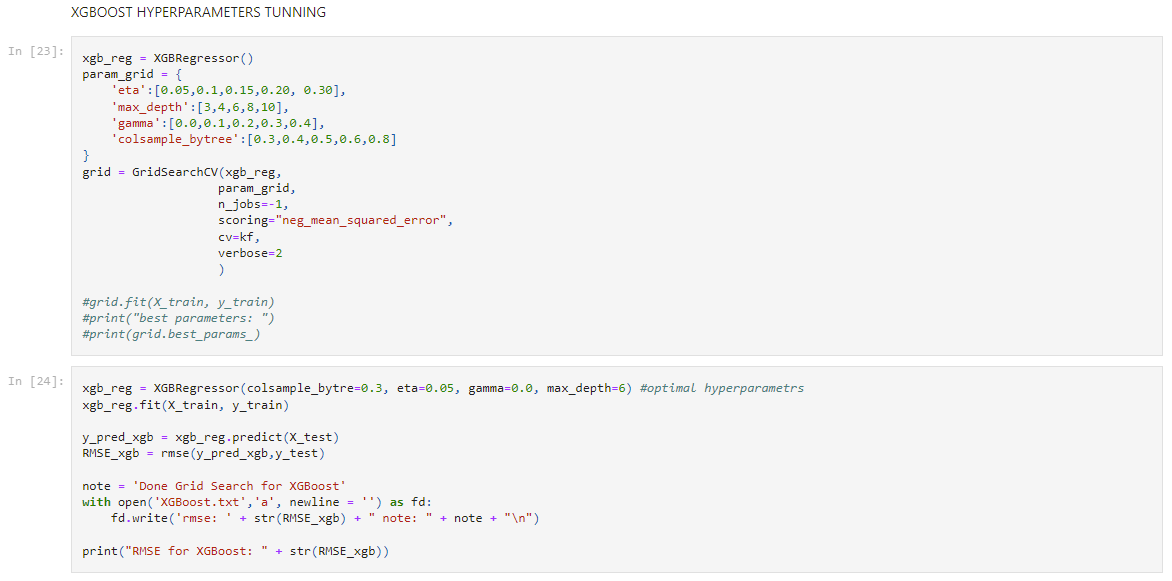 XGBOOST HYPERPARAMETERS TUNNING
In [23]:
xgb_reg = XGBRegressor()
param_grid = {
    'eta':[0.05,0.1,0.15,0.20, 0.30],
    'max_depth':[3,4,6,8,10],
    'gamma':[0.0,0.1,0.2,0.3,0.4],
    'colsample_bytree':[0.3,0.4,0.5,0.6,0.8]
}
grid = GridSearchCV(xgb_reg,
                   param_grid,
                   n_jobs=-1,
                   scoring="neg_mean_squared_error",
                   cv=kf,
                   verbose=2
                   )
#grid.fit(X_train, y_train)
#print("best parameters: ")
#print(grid.best_params_)
In [24]:
xgb_reg = XGBRegressor(colsample_bytre=0.3, eta=0.05, gamma=0.0, max_depth=6) #optimal hyperparametrs
xgb_reg.fit(X_train, y_train)
y_pred_xgb = xgb_reg.predict(X_test)
RMSE_xgb = rmse(y_pred_xgb,y_test)
note = 'Done Grid Search for XGBoost'
with open('XGBoost.txt','a', newline = '') as fd:
    fd.write('rmse: ' + str(RMSE_xgb) + " note: " + note + "\n")
print("RMSE for XGBoost: " + str(RMSE_xgb))